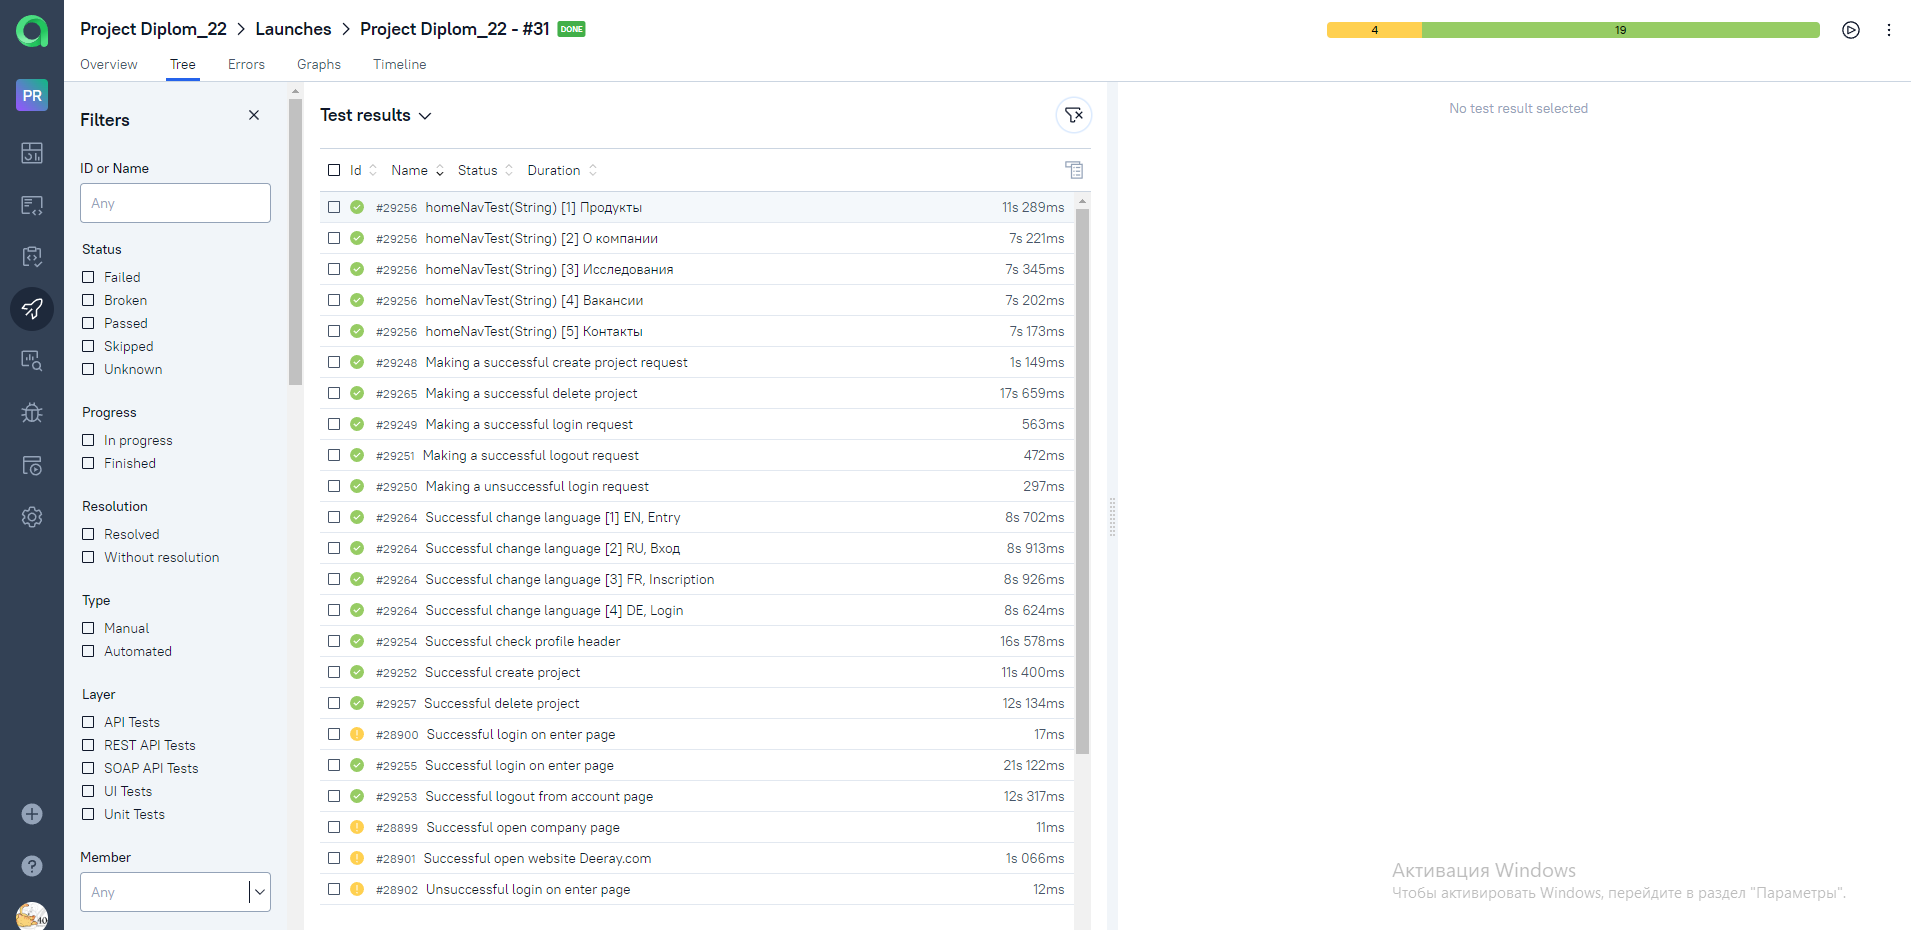 Project Diplom_22 > Launches > Project Diplom_22 - #31 DONE
4 19
Overview Tree Errors Graphs Timeline
PR
Filters
ID or Name
Any
Status
Failed
Broken
Passed
Skipped
Unknown
Progress
In progress
Finished
Resolution
Resolved
Without resolution
Type
Manual
Automated
Layer
API Tests
REST API Tests
SOAP API Tests
UI Tests
Unit Tests
Member
Any
Test results
Id Name Status Duration
#29256 homeNavTest(String) [1] Продукты 11s 289ms
#29256 homeNavTest(String) [2] О компании 7s 221ms
#29256 homeNavTest(String) [3] Исследования 7s 345ms
#29256 homeNavTest(String) [4] Вакансии 7s 202ms
#29256 homeNavTest(String) [5] Контакты 7s 173ms
#29248 Making a successful create project request 1s 149ms
#29265 Making a successful delete project 17s 659ms
#29249 Making a successful login request 563ms
#29251 Making a successful logout request 472ms
#29250 Making a unsuccessful login request 297ms
#29264 Successful change language [1] EN, Entry 8s 702ms
#29264 Successful change language [2] RU, Вход 8s 913ms
#29264 Successful change language [3] FR, Inscription 8s 926ms
#29264 Successful change language [4] DE, Login 8s 624ms
#29254 Successful check profile header 16s 578ms
#29252 Successful create project 11s 400ms
#29257 Successful delete project 12s 134ms
#28900 Successful login on enter page 17ms
#29255 Successful login on enter page 21s 122ms
#29253 Successful logout from account page 12s 317ms
#28899 Successful open company page 11ms
#28901 Successful open website Deeray.com 1s 066ms
#28902 Unsuccessful login on enter page 12ms
No test result selected
Активация Windows
Чтобы активировать Windows, перейдите в раздел "Параметры".